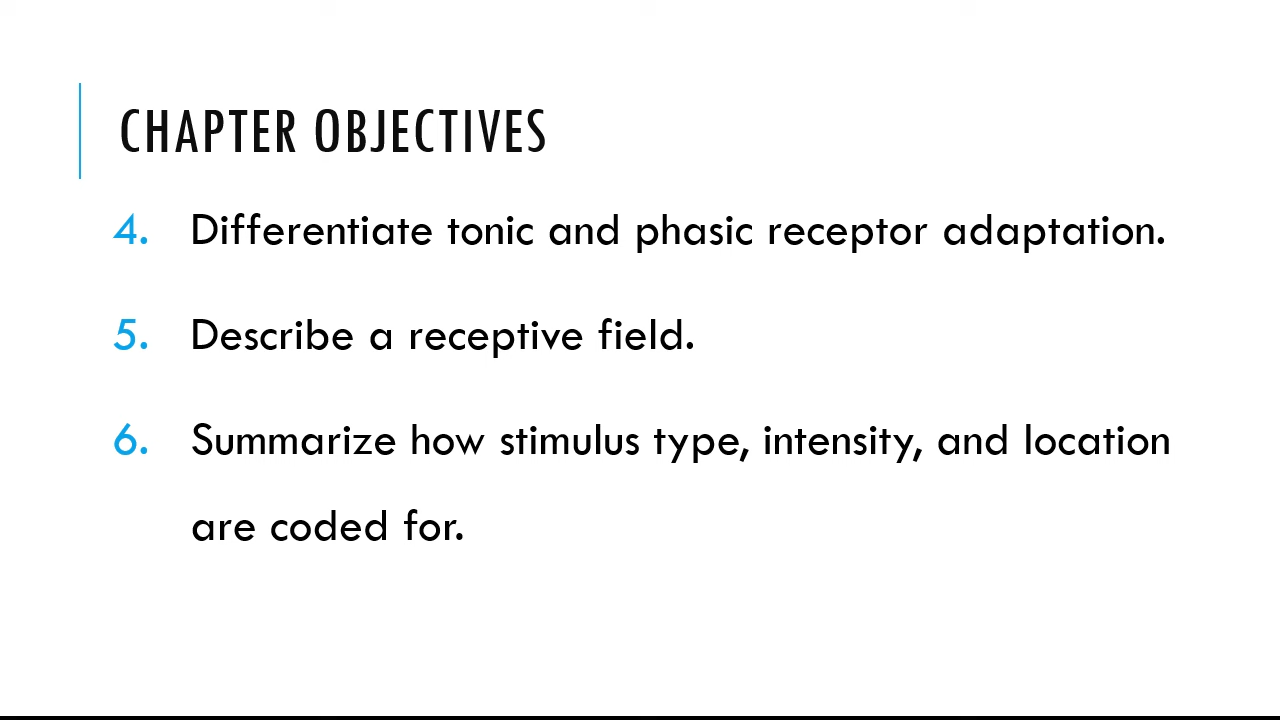 CHAPTER OBJECTIVES
4. Differentiate tonic and phasic receptor adaptation.
5. Describe a receptive field.
6. Summarize how stimulus type, intensity, and location
are coded for.